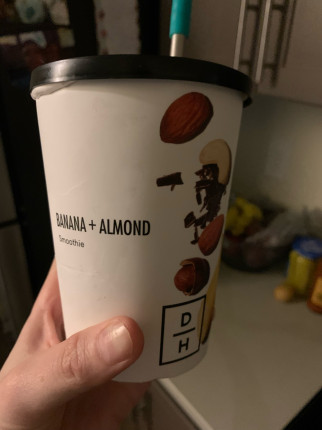 BANANA + ALMOND
Smoothie
D
H